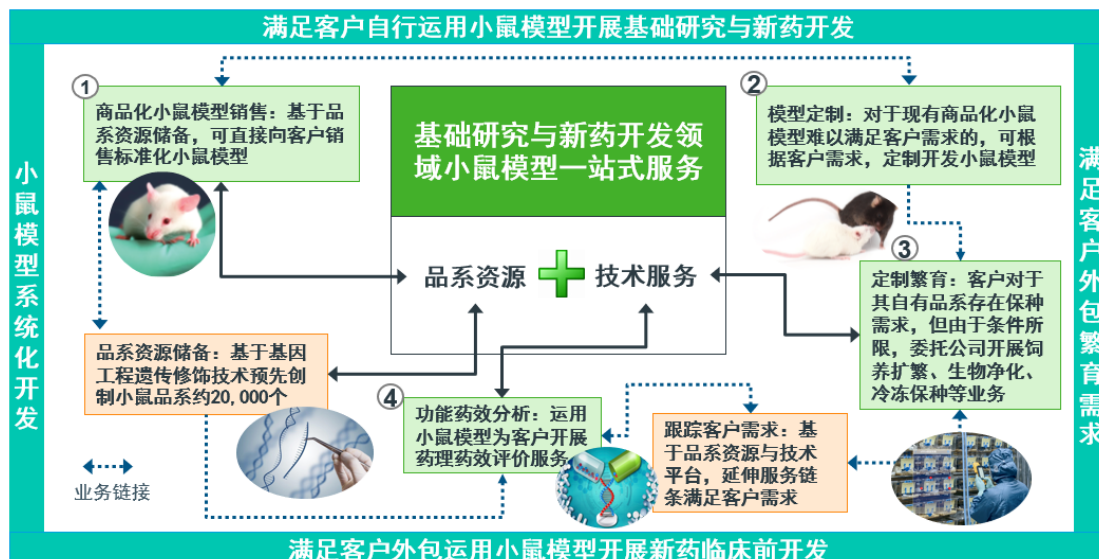 满足客户自行运用小鼠模型开展基础研究与新药开发
小鼠模型系统化开发
①
商品化小鼠模型销售：基于品
系资源储备，可直接向客户销
售标准化小鼠模型
基础研究与新药开发领
域小鼠模型一站式服务
品系资源
技术服务
②
模型定制：对于现有商品化小鼠
模型难以满足客户需求的，可根
据客户需求，定制开发小鼠模型
③
定制繁育：客户对于
其自有品系存在保种
需求，但由于条件所
限，委托公司开展饲
养扩繁、生物净化、
冷冻保种等业务
品系资源储备：基于基因
工程遗传修饰技术预先创
制小鼠品系约20,000个
④
功能药效分析：运用
小鼠模型为客户开展
药理药效评价服务
跟踪客户需求：基
于品系资源与技术
平台，延伸服务链
条满足客户需求
业务链接
满足客户外包繁育需求
满足客户外包运用小鼠模型开展新药临床前开发